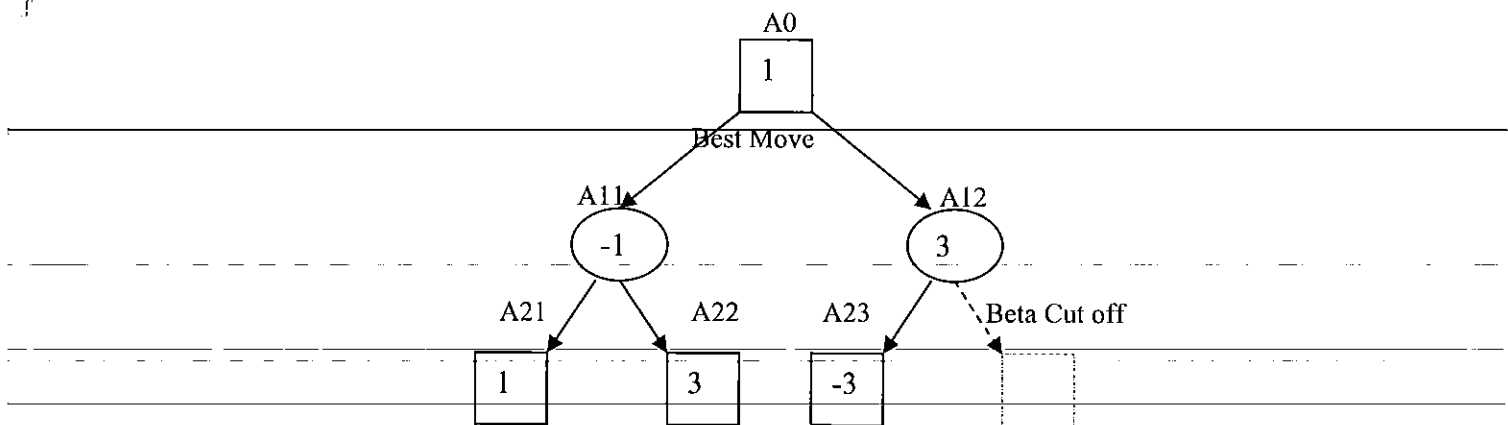 A0
1
Best Move
A11 A12
-1 3
A21 A22 A23 Beta Cut off
1 3 -3